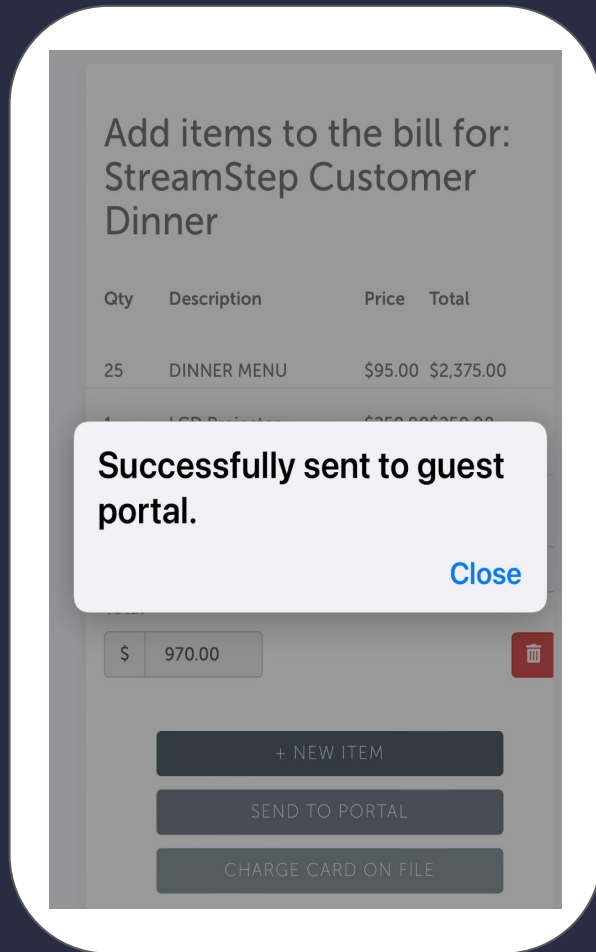 Add items to the bill for:
StreamStep Customer
Dinner
Qty Description Price Total
25 DINNER MENU $95.00 $2,375.00
Successfully sent to guest
portal.
Close
$ 970.00
+ NEW ITEM
SEND TO PORTAL
CHARGE CARD ON FILE